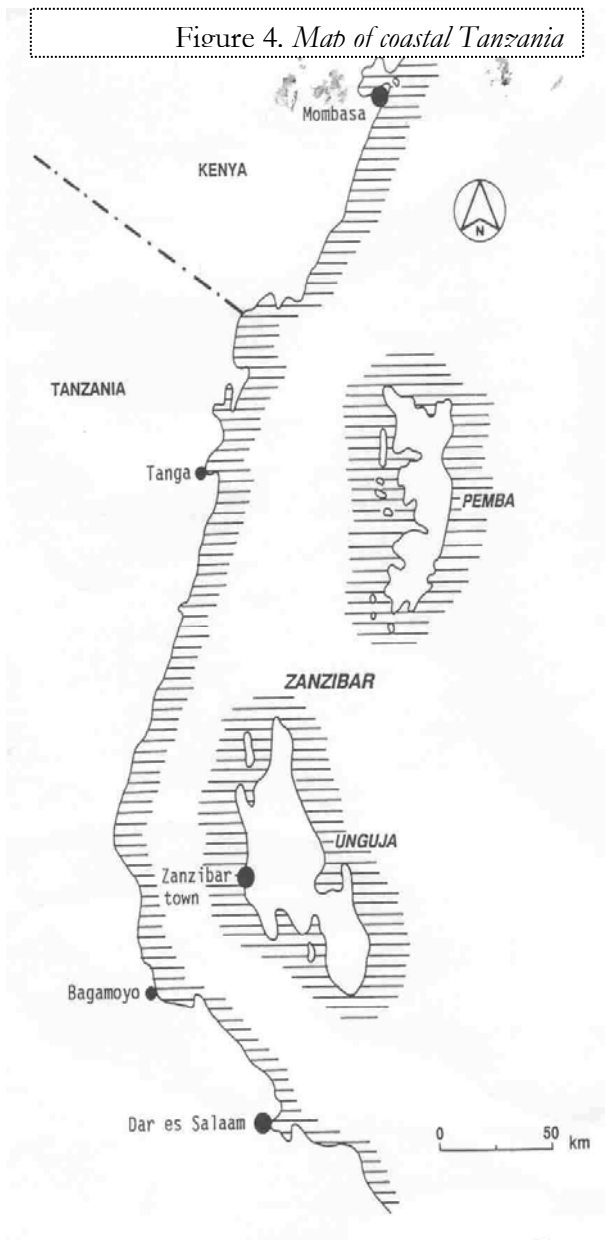 Figure 4. Map of coastal Tanzania
Mombasa
KENYA
N
TANZANIA
Tanga
PEMBA
ZANZIBAR
UNGUJA
Zanzibar
town
Bagamoyo
Dar es Salaam
0 50
km